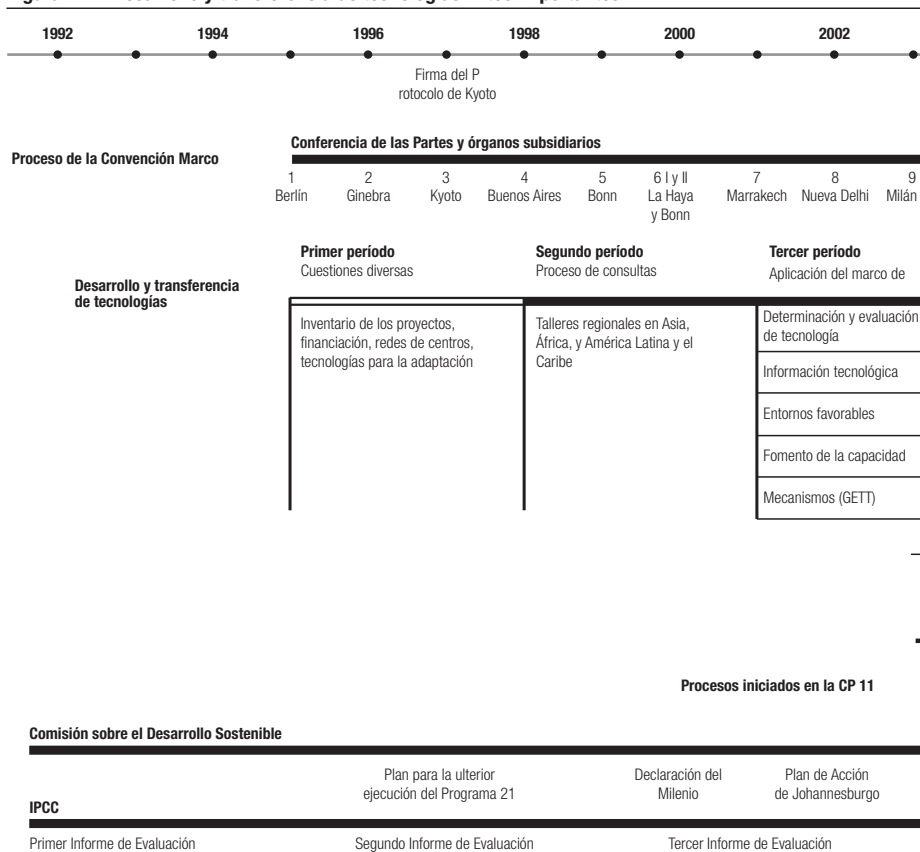 1992 1994 1996 1998 2000 2002
Firma del P
rotocolo de Kyoto
Conferencia de las Partes y órganos subsidiarios
Proceso de la Convención Marco
1 2 3 4 5 6 I y II 7 8 9
Berlín Ginebra Kyoto Buenos Aires Bonn La Haya Marrakech Nueva Delhi Milán
y Bonn
Primer período Segundo período Tercer período
Cuestiones diversas Proceso de consultas Aplicación del marco de
Desarrollo y transferencia
de tecnologías
Inventario de los proyectos,
financiación, redes de centros,
tecnologías para la adaptación
Talleres regionales en Asia,
África, y América Latina y el
Caribe
Determinación y evaluación
de tecnología
Información tecnológica
Entornos favorables
Fomento de la capacidad
Mecanismos (GETT)
Procesos iniciados en la CP 11
Comisión sobre el Desarrollo Sostenible
Plan para la ulterior
ejecución del Programa 21
Declaración del
Milenio
Plan de Acción
de Johannesburgo
IPCC
Primer Informe de Evaluación Segundo Informe de Evaluación Tercer Informe de Evaluación